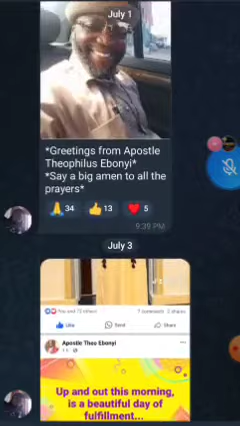 July 1
*Greetings from Apostle
Theophilus Ebonyi*
*Say a big amen to all the
prayers*
34 13 5
9:39 PM
July 3
You and 72 others 7 comments 2 shares
Like Send Share
Apostle Theo Ebonyi
1 h
Up and out this morning,
is a beautiful day of
fulfillment...